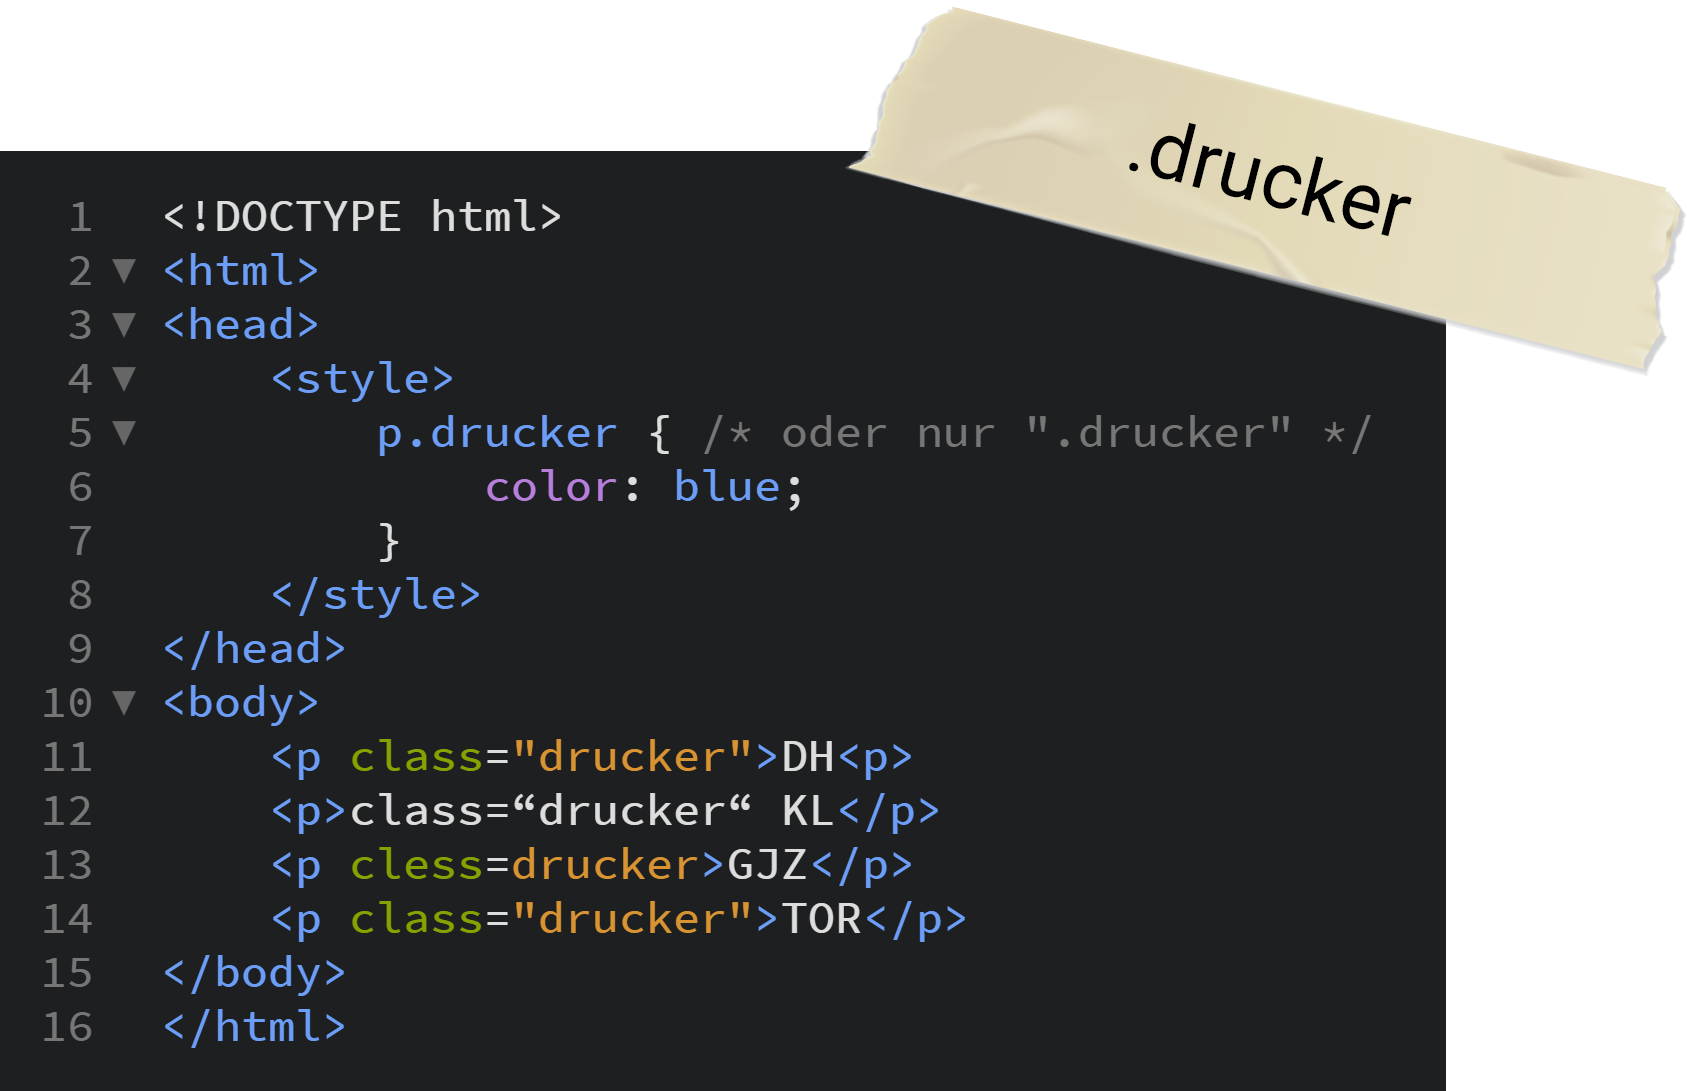 .drucker
1 <!DOCTYPE html>
2 ▼ <html>
3 ▼ <head>
4 ▼ <style>
5 ▼ p.drucker { /* oder nur ".drucker" */
6 color: blue;
7 }
8 </style>
9 </head>
10 ▼ <body>
11 <p class="drucker">DH<p>
12 <p>class=“drucker“ KL</p>
13 <p cless=drucker>GJZ</p>
14 <p class="drucker">TOR</p>
15 </body>
16 </html>